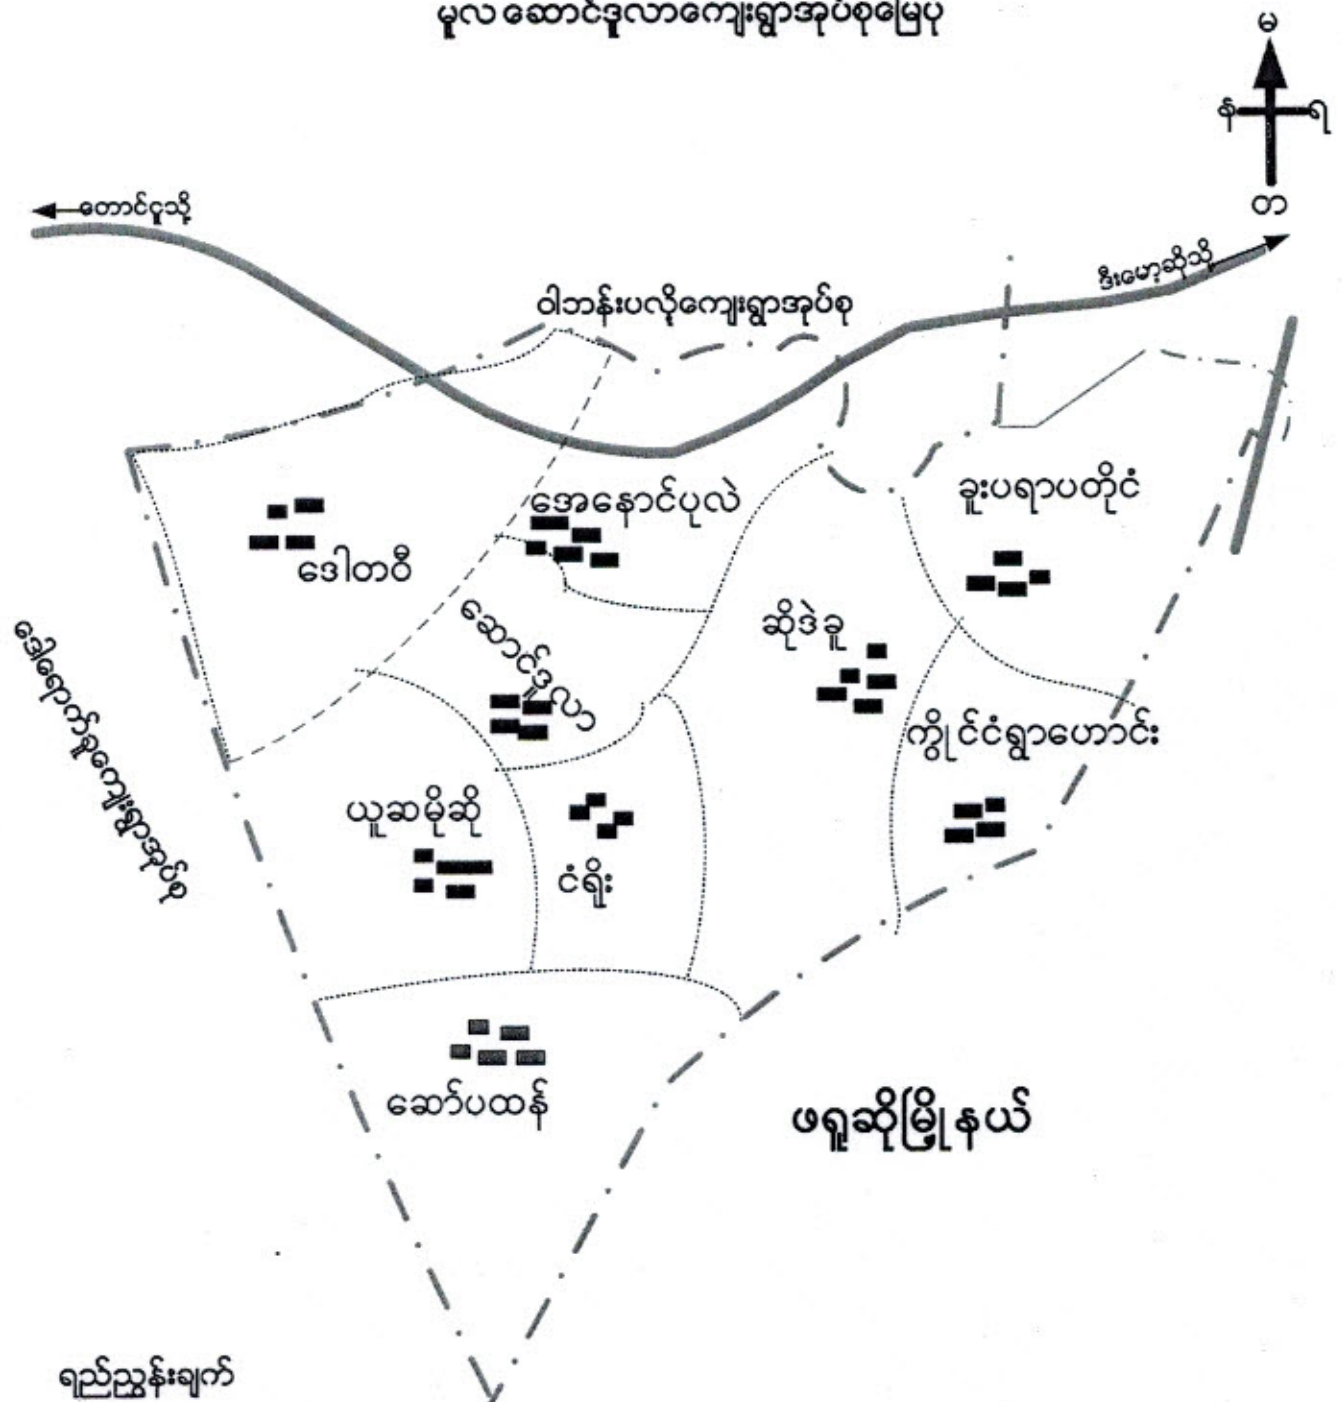 မူလ ဆောင်ဒူလာကျေးရွာအုပ်စုမြေပုံ
မ
န ရ
တ
တောင်ငူသို့
ဒီးမော့ဆိုသို့
ဝါဘန်းပလိုကျေးရွာအုပ်စု
အေနောင်ပုလဲ
ခူးပရာပတိုငံ
ဒေါတဝီ
ဆောင်ဒူလာ
ဆိုဒဲခူ
ဒေါရောက်ခူကျေးရွာအုပ်စု
ကွိုင်ငံရွာဟောင်း
ယူဆမိုဆို
ငံရိုး
ဆော်ပထန်
ဖရူဆိုမြို့နယ်
ရည်ညွှန်းချက်